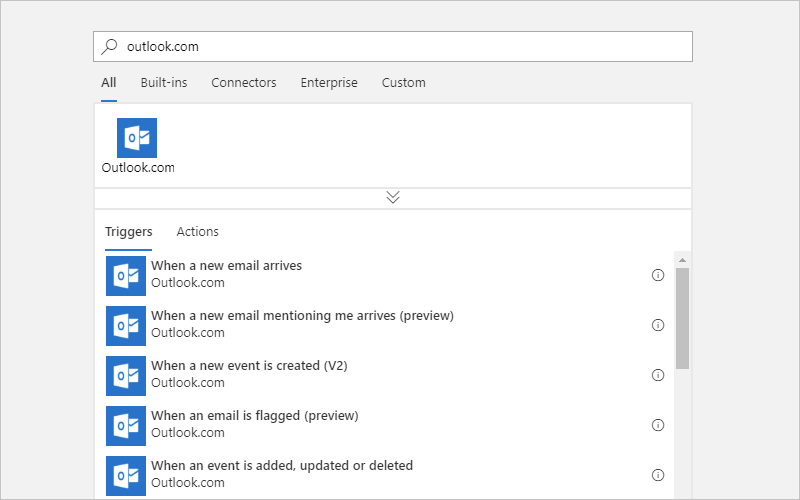 outlook.com
All Built-ins Connectors Enterprise Custom
Outlook.com
Triggers Actions
When a new email arrives
Outlook.com
When a new email mentioning me arrives (preview)
Outlook.com
When a new event is created (V2)
Outlook.com
When an email is flagged (preview)
Outlook.com
When an event is added, updated or deleted
Outlook.com